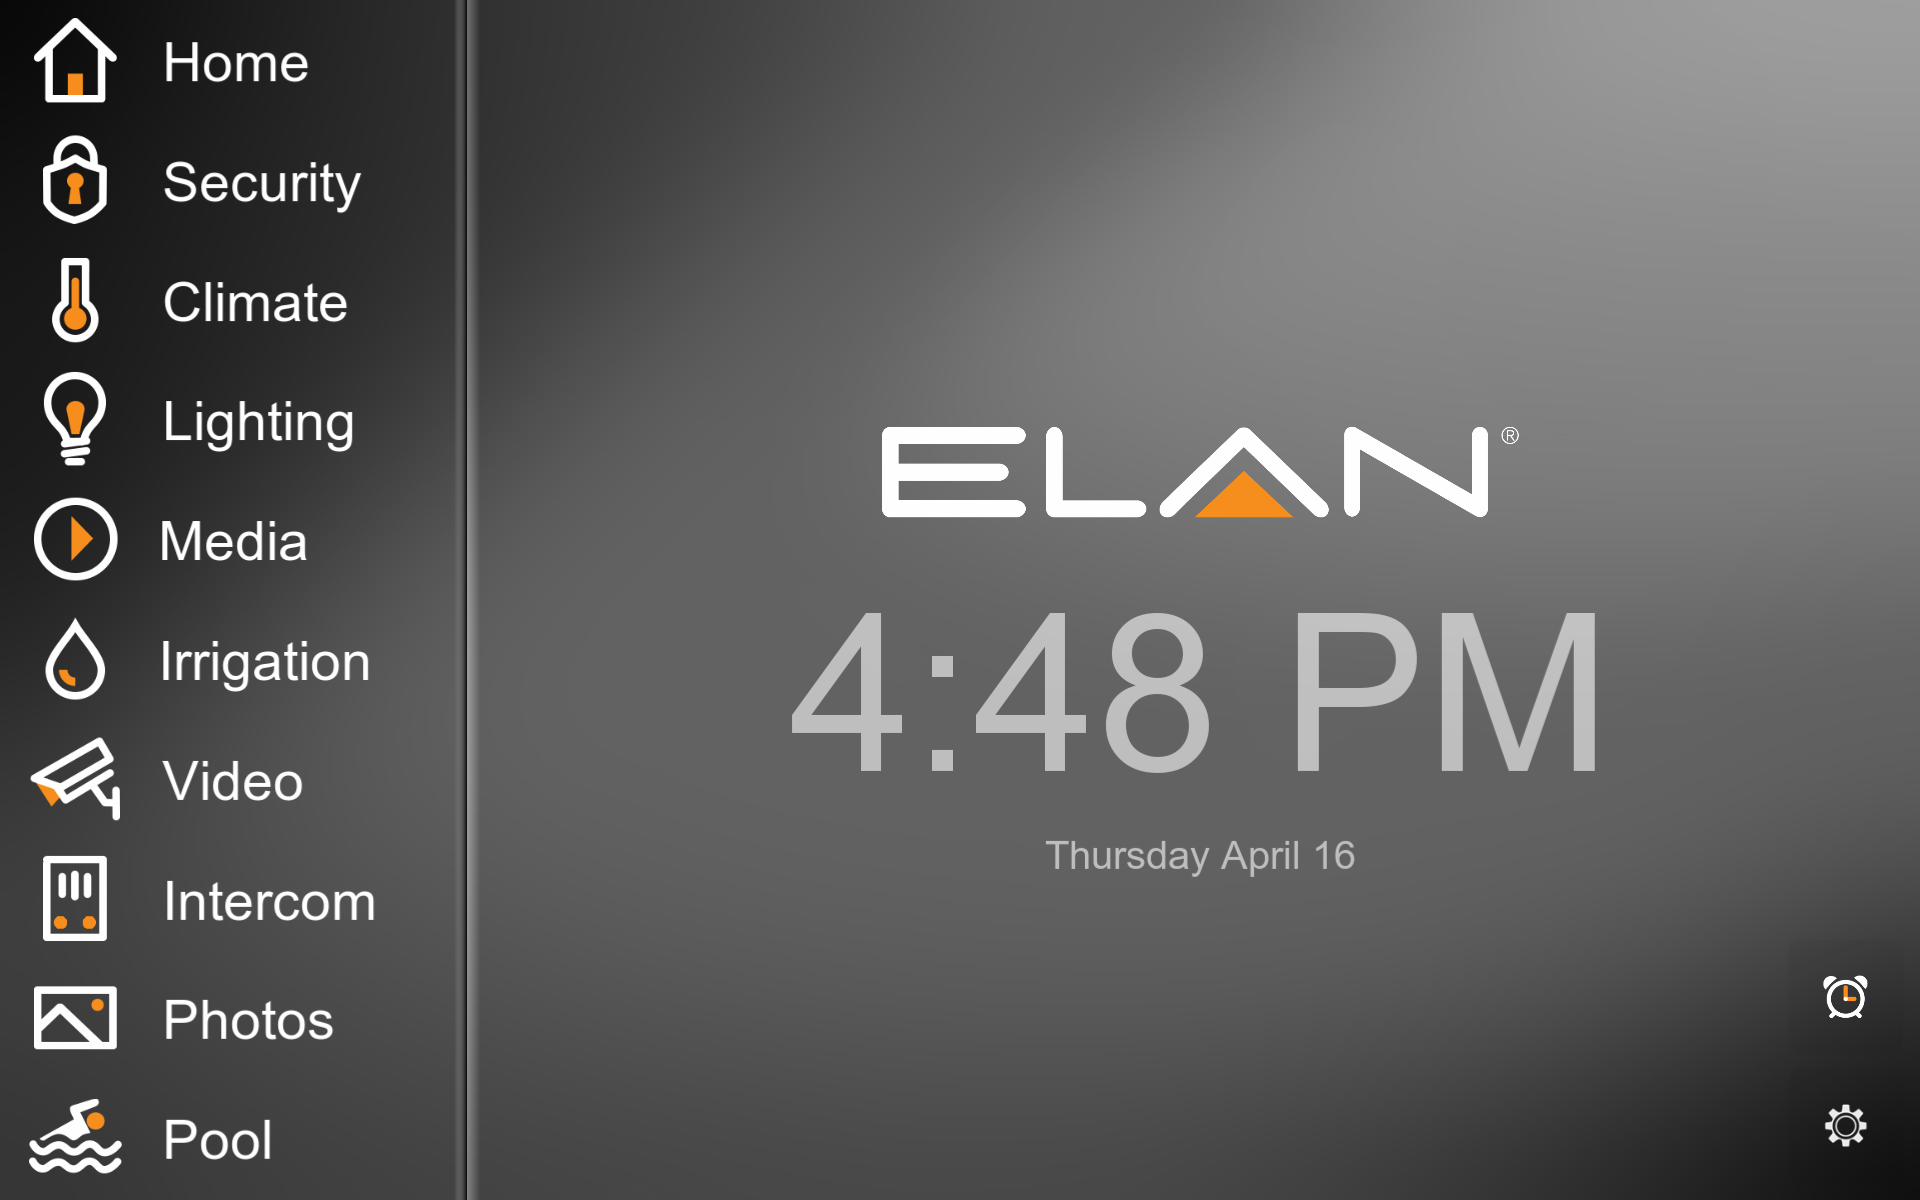 Home
Security
Climate
Lighting
Media
Irrigation
Video
Intercom
Photos
Pool
ELAN®
4:48 PM
Thursday April 16